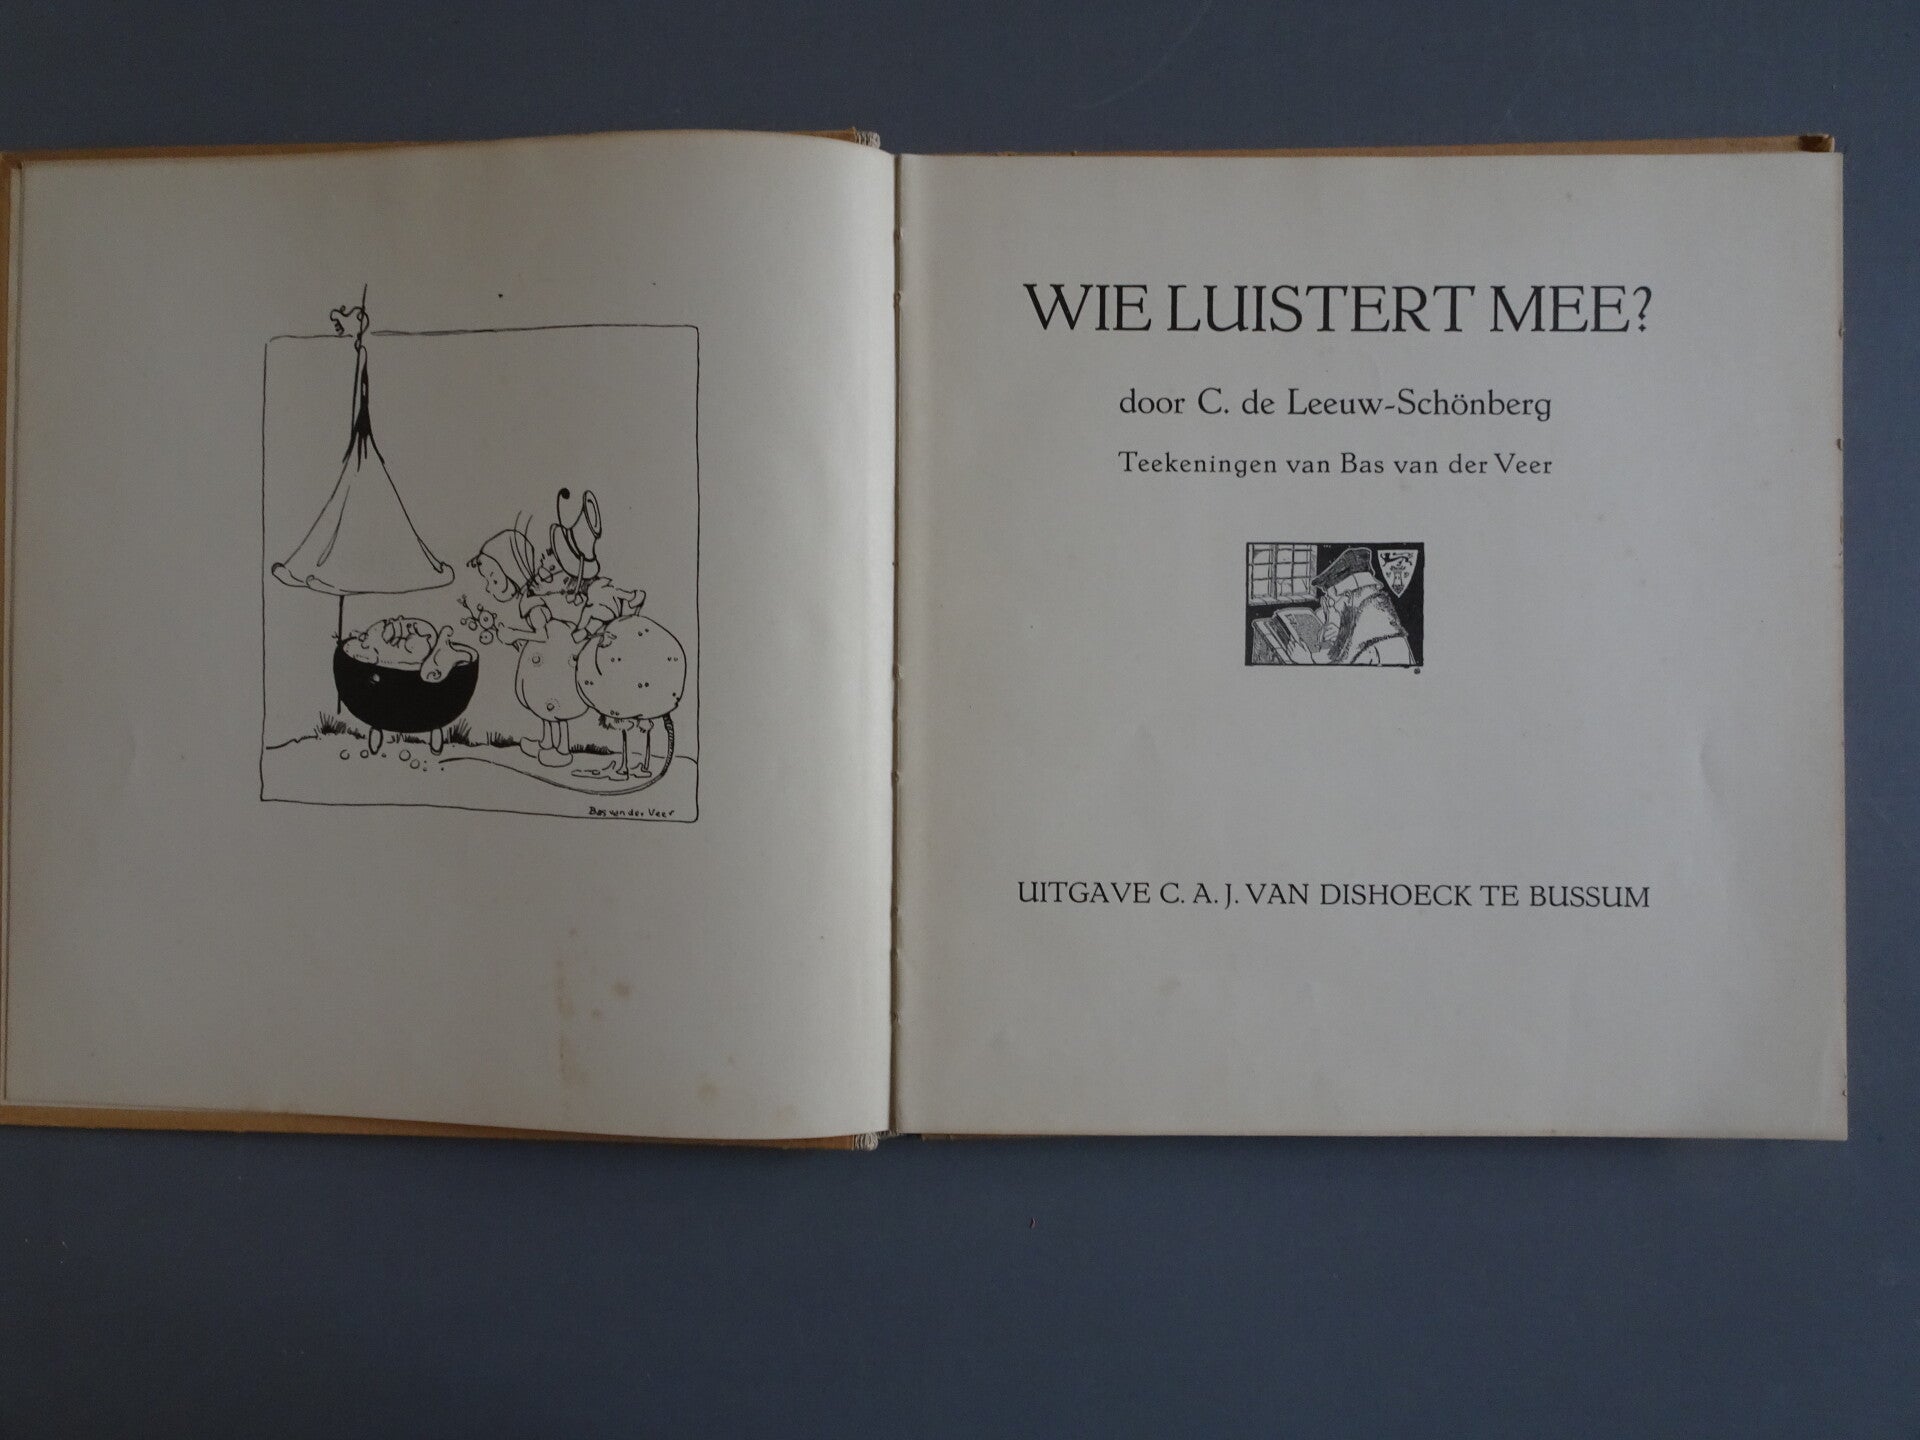 Bas van der Veer
WIE LUISTERT MEE?
door C. de Leeuw-Schönberg
Teekeningen van Bas van der Veer
UITGAVE C. A. J. VAN DISHOECK TE BUSSUM